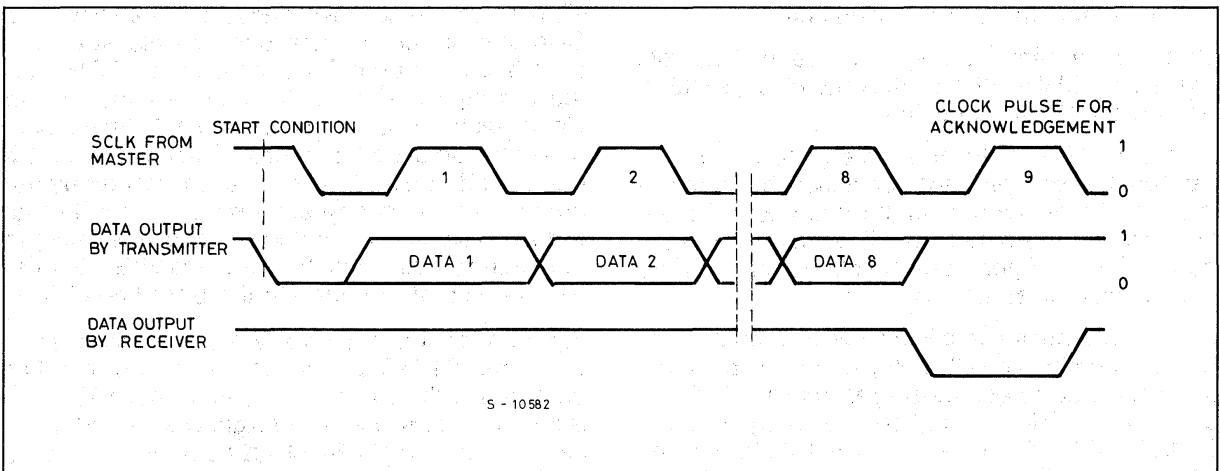 CLOCK PULSE FOR
ACKNOWLEDGEMENT
START CONDITION
SCLK FROM
MASTER
1
2
8
9
1
0
DATA OUTPUT
BY TRANSMITTER
DATA 1
DATA 2
DATA 8
1
0
DATA OUTPUT
BY RECEIVER
S - 10582